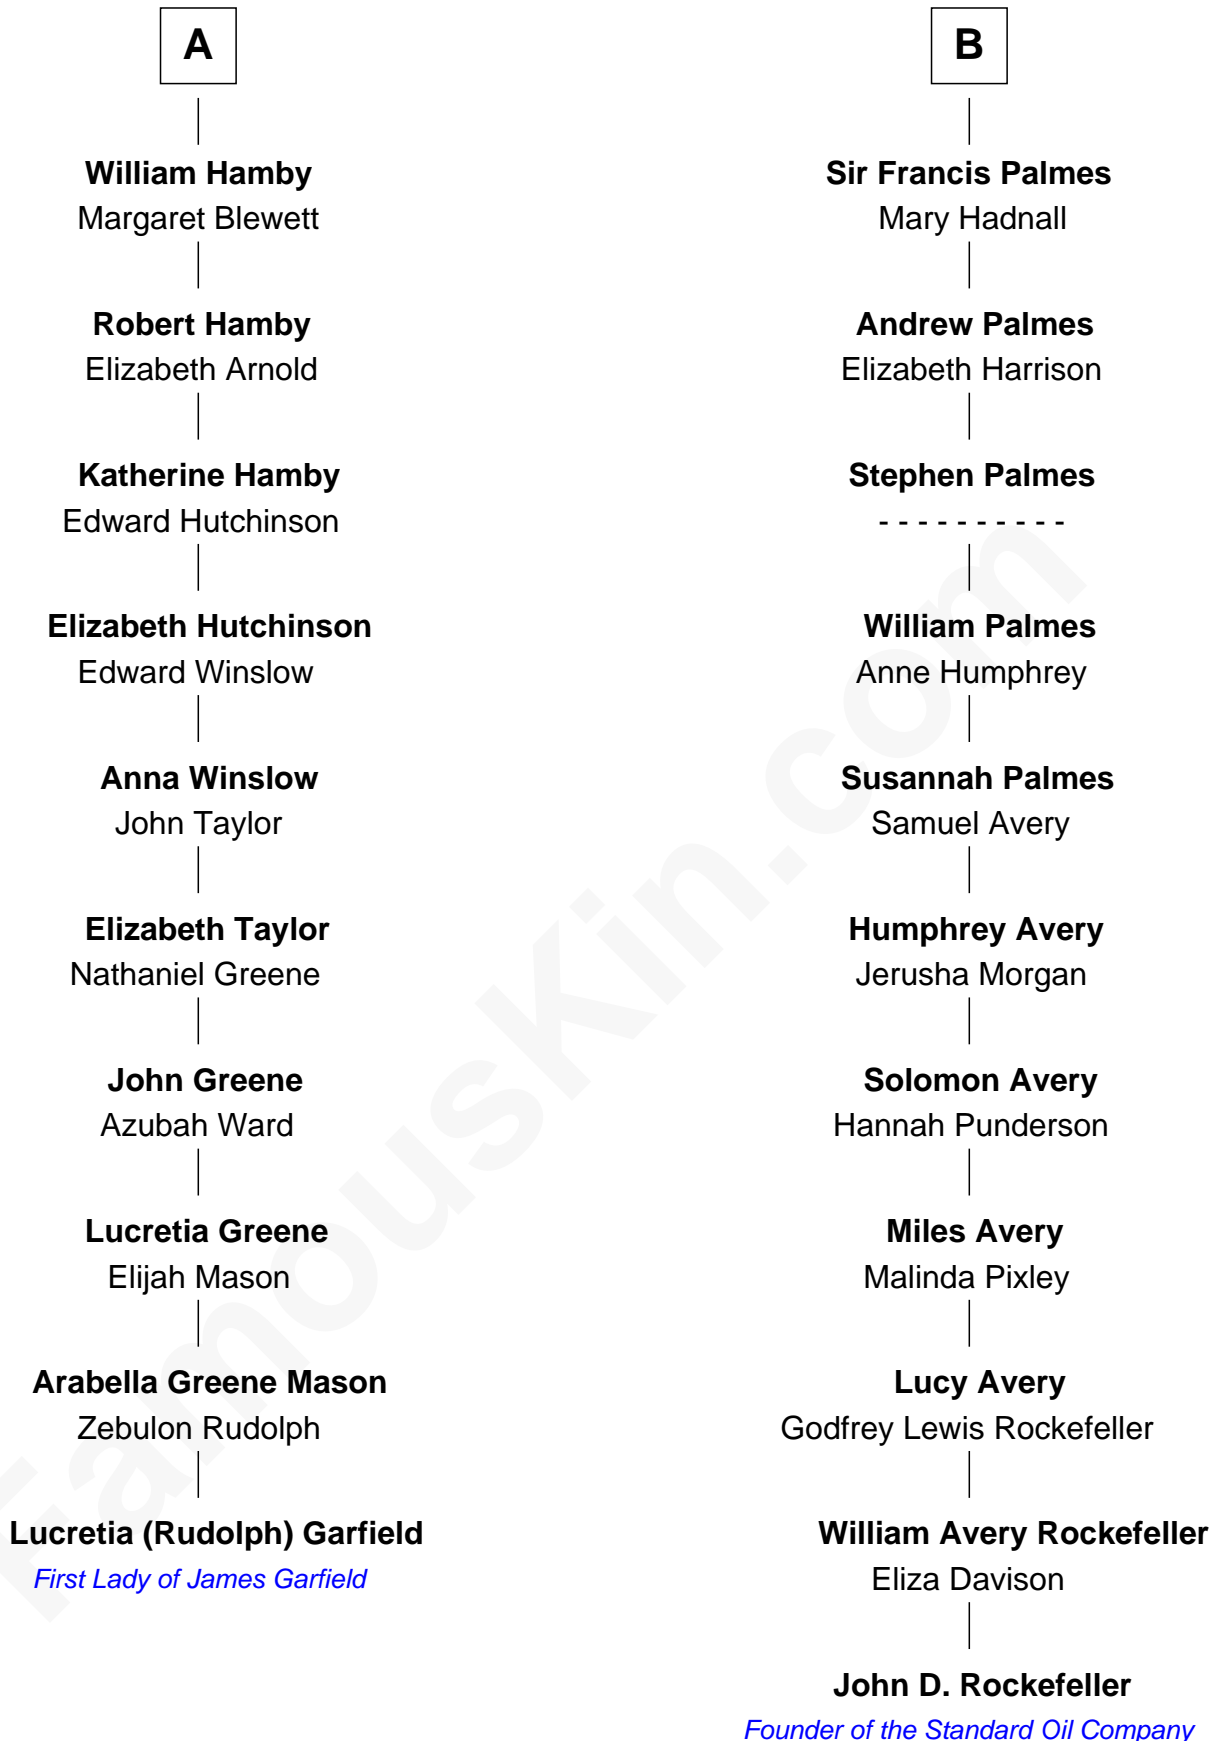 A
William Hamby
Margaret Blewett
Robert Hamby
Elizabeth Arnold
Katherine Hamby
Edward Hutchinson
Elizabeth Hutchinson
Edward Winslow
Anna Winslow
John Taylor
Elizabeth Taylor
Nathaniel Greene
John Greene
Azubah Ward
Lucretia Greene
Elijah Mason
Arabella Greene Mason
Zebulon Rudolph
Lucretia (Rudolph) Garfield
First Lady of James Garfield
B
Sir Francis Palmes
Mary Hadnall
Andrew Palmes
Elizabeth Harrison
Stephen Palmes
- - - - - - - - - -
William Palmes
Anne Humphrey
Susannah Palmes
Samuel Avery
Humphrey Avery
Jerusha Morgan
Solomon Avery
Hannah Punderson
Miles Avery
Malinda Pixley
Lucy Avery
Godfrey Lewis Rockefeller
William Avery Rockefeller
Eliza Davison
John D. Rockefeller
Founder of the Standard Oil Company
FamousKin.com